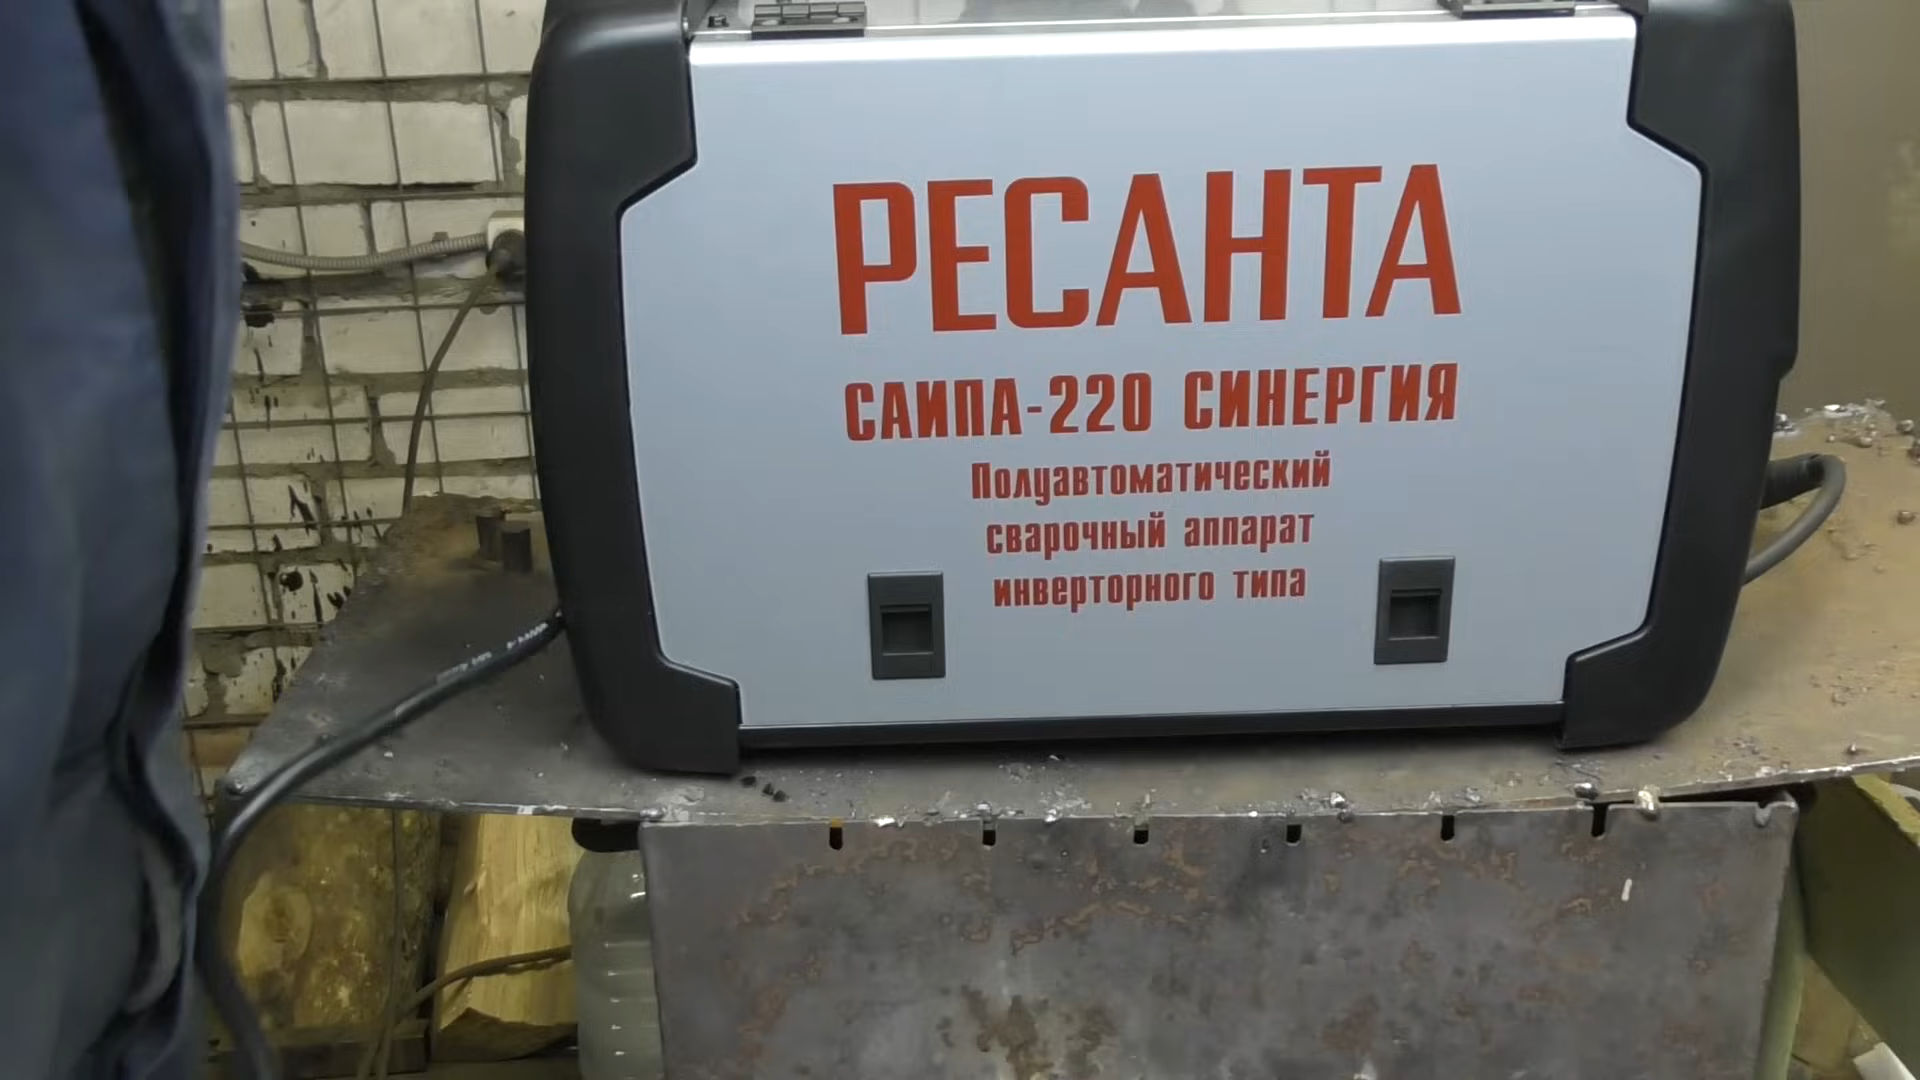 РЕСАНТА
САИПА-220 СИНЕРГИЯ
Полуавтоматический
сварочный аппарат
инверторного типа